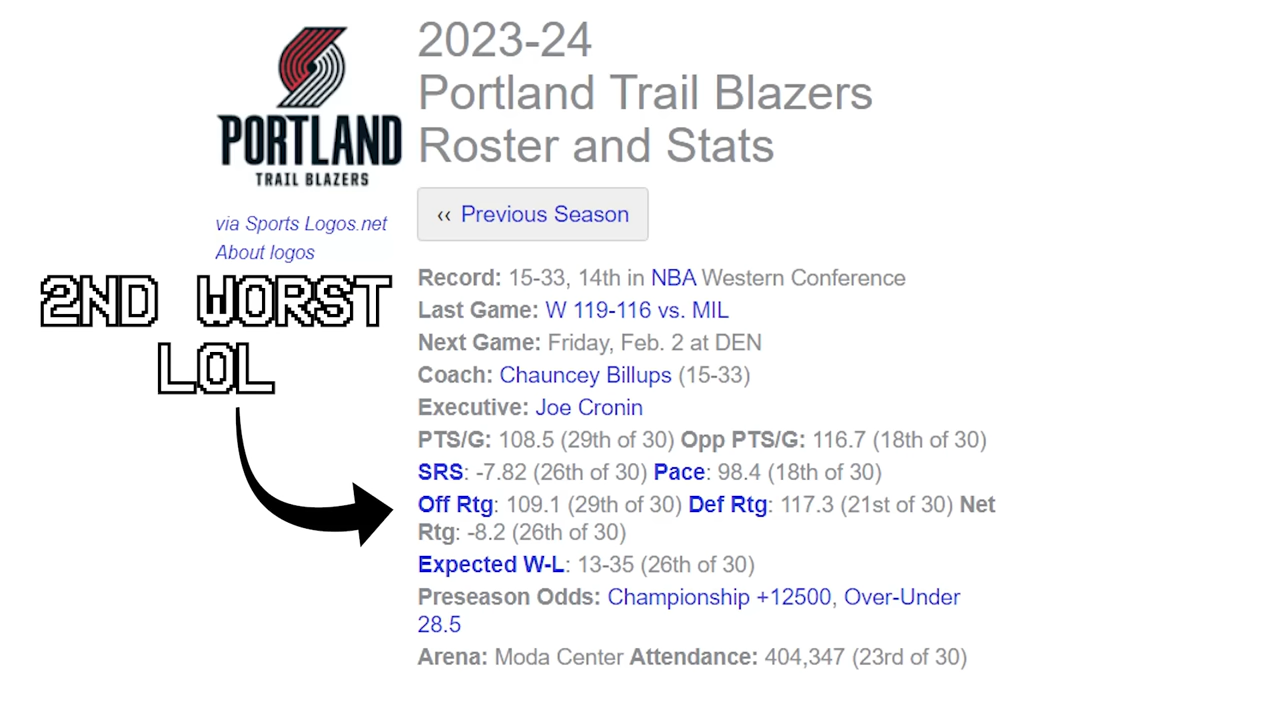 PORTLAND
TRAIL BLAZERS
via Sports Logos.net
About logos
2ND WORST
LOL
2023-24
Portland Trail Blazers
Roster and Stats
‹‹ Previous Season
Record: 15-33, 14th in NBA Western Conference
Last Game: W 119-116 vs. MIL
Next Game: Friday, Feb. 2 at DEN
Coach: Chauncey Billups (15-33)
Executive: Joe Cronin
PTS/G: 108.5 (29th of 30) Opp PTS/G: 116.7 (18th of 30)
SRS: -7.82 (26th of 30) Pace: 98.4 (18th of 30)
Off Rtg: 109.1 (29th of 30) Def Rtg: 117.3 (21st of 30) Net
Rtg: -8.2 (26th of 30)
Expected W-L: 13-35 (26th of 30)
Preseason Odds: Championship +12500, Over-Under
28.5
Arena: Moda Center Attendance: 404,347 (23rd of 30)